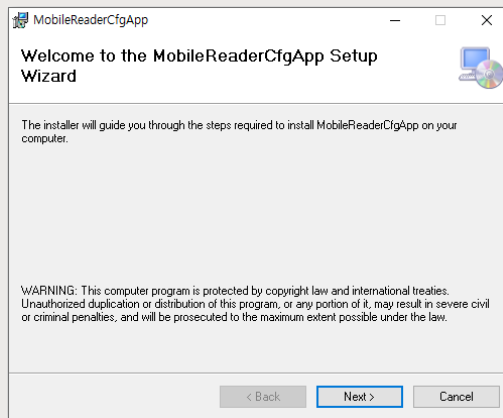 MobileReaderCfgApp
Welcome to the MobileReaderCfgApp Setup
Wizard
The installer will guide you through the steps required to install MobileReaderCfgApp on your
computer.
WARNING: This computer program is protected by copyright law and international treaties.
Unauthorized duplication or distribution of this program, or any portion of it, may result in severe civil
or criminal penalties, and will be prosecuted to the maximum extent possible under the law.
< Back
Next >
Cancel